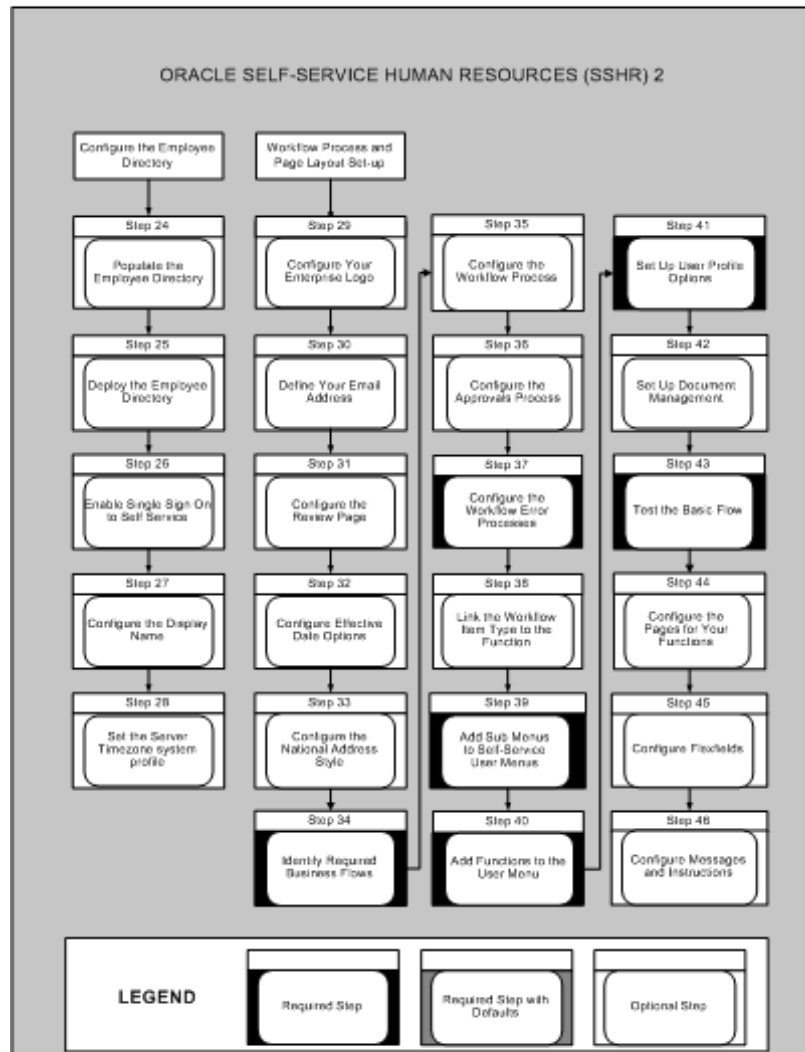 ORACLE SELF-SERVICE HUMAN RESOURCES (SSHR) 2
Configure the Employee
Directory
Step 24
Populate the
Employee Directory
Step 25
Deploy the Employee
Directory
Step 26
Enable Single Sign On
to Self Service
Step 27
Configure the Display
Name
Step 28
Set the Server
Timezone system
profile
Workflow Process and
Page Layout Set-up
Step 29
Configure Your
Enterprise Logo
Step 30
Define Your Email
Address
Step 31
Configure the
Review Page
Step 32
Configure Effective
Date Options
Step 33
Configure the
National Address
Style
Step 34
Identify Required
Business Flows
Step 35
Configure the
Workflow Process
Step 36
Configure the
Approvals Process
Step 37
Configure the
Workflow Error
Processes
Step 38
Link the Workflow
Item Type to the
Function
Step 39
Add Sub Menus
to Self-Service
User Menus
Step 40
Add Functions to the
User Menu
Step 41
Set Up User Profile
Options
Step 42
Set Up Document
Management
Step 43
Test the Basic Flow
Step 44
Configure the
Pages for Your
Functions
Step 45
Configure Flexfields
Step 46
Configure Messages
and Instructions
LEGEND
Required Step
Required Step with
Defaults
Optional Step